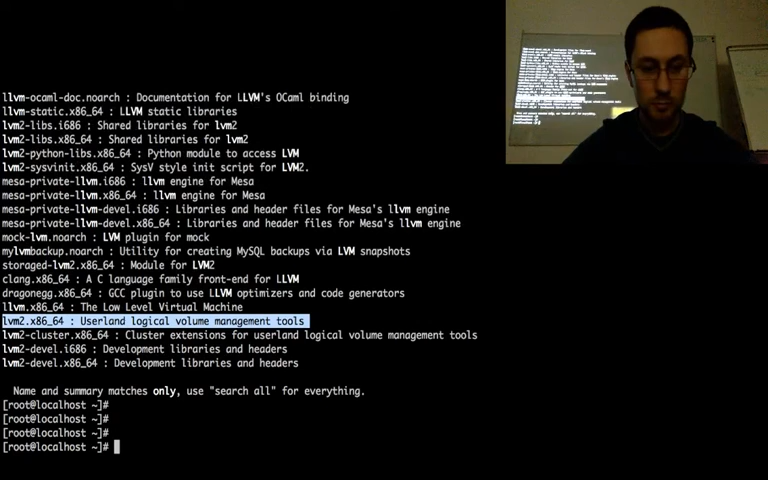 llvm-ocaml-doc.noarch : Documentation for LLVM's OCaml binding
llvm-static.x86_64 : LLVM static libraries
lvm2-libs.i686 : Shared libraries for lvm2
lvm2-libs.x86_64 : Shared libraries for lvm2
lvm2-python-libs.x86_64 : Python module to access LVM
lvm2-sysvinit.x86_64 : SysV style init script for LVM2.
mesa-private-llvm.i686 : llvm engine for Mesa
mesa-private-llvm.x86_64 : llvm engine for Mesa
mesa-private-llvm-devel.i686 : Libraries and header files for Mesa's llvm engine
mesa-private-llvm-devel.x86_64 : Libraries and header files for Mesa's llvm engine
mock-lvm.noarch : LVM plugin for mock
mylvmbackup.noarch : Utility for creating MySQL backups via LVM snapshots
storaged-lvm2.x86_64 : Module for LVM2
clang.x86_64 : A C language family front-end for LLVM
dragonegg.x86_64 : GCC plugin to use LLVM optimizers and code generators
llvm.x86_64 : The Low Level Virtual Machine
lvm2.x86_64 : Userland logical volume management tools
lvm2-cluster.x86_64 : Cluster extensions for userland logical volume management tools
lvm2-devel.i686 : Development libraries and headers
lvm2-devel.x86_64 : Development libraries and headers
Name and summary matches only, use "search all" for everything.
[root@localhost ~]#
[root@localhost ~]#
[root@localhost ~]#
[root@localhost ~]#